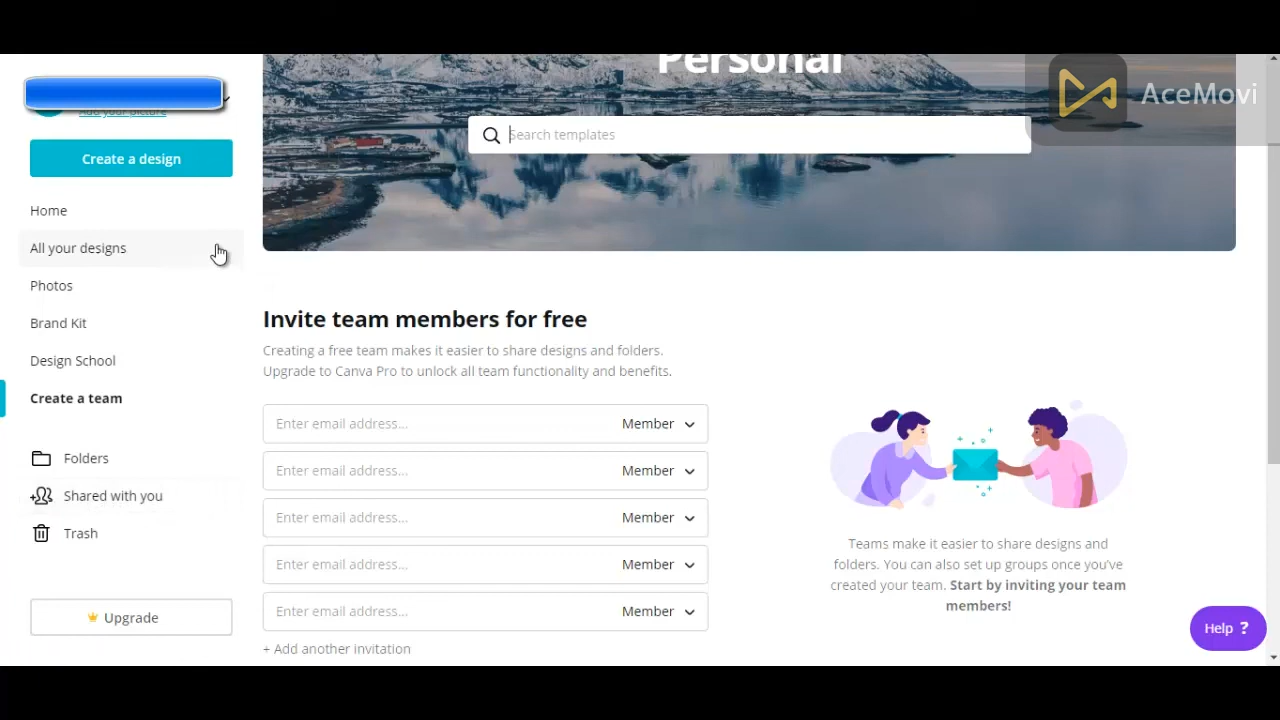 Personal
AceMovi
Add your picture
Search templates
Create a design
Home
All your designs
Photos
Brand Kit
Design School
Create a team
Folders
Shared with you
Trash
Upgrade
Invite team members for free
Creating a free team makes it easier to share designs and folders.
Upgrade to Canva Pro to unlock all team functionality and benefits.
Enter email address... Member
Enter email address... Member
Enter email address... Member
Enter email address... Member
Enter email address... Member
+ Add another invitation
Teams make it easier to share designs and
folders. You can also set up groups once you've
created your team. Start by inviting your team
members!
Help ?